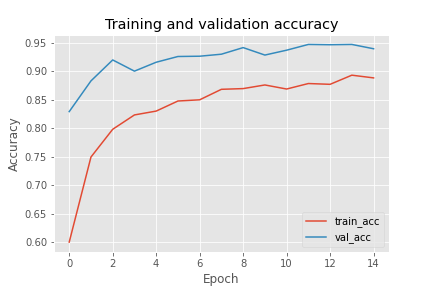 Training and validation accuracy
0.95
0.90
0.85
0.80
0.75
0.70
0.65
0.60
Accuracy
train_acc
val_acc
0 2 4 6 8 10 12 14
Epoch